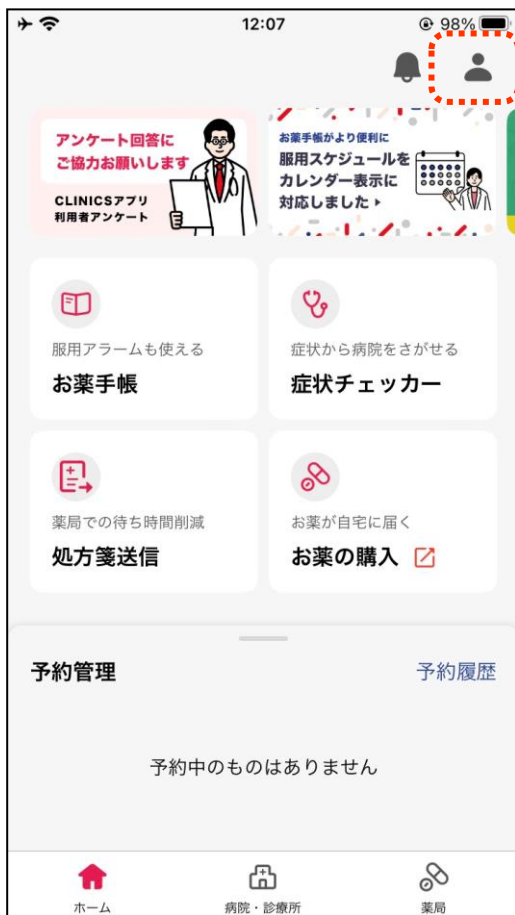 12:07
98%
アンケート回答に
ご協力お願いします
CLINICSアプリ
利用者アンケート
お薬手帳がより便利に
服用スケジュールを
カレンダー表示に
対応しました
服用アラームも使える
お薬手帳
症状から病院をさがせる
症状チェッカー
薬局での待ち時間削減
処方箋送信
お薬が自宅に届く
お薬の購入
予約管理
予約履歴
予約中のものはありません
ホーム
病院・診療所
薬局